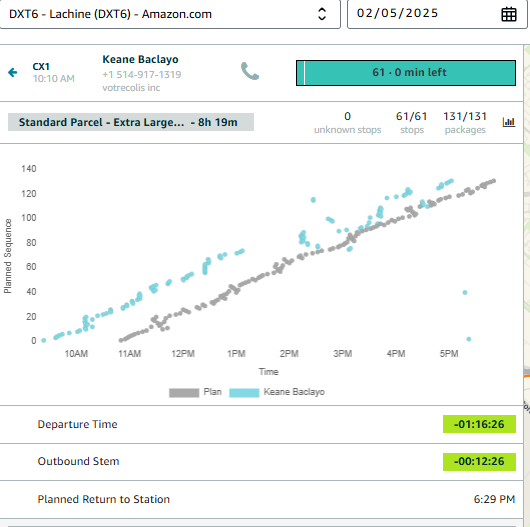 DXT6 - Lachine (DXT6) - Amazon.com
02/05/2025
CX1
10:10 AM
Keane Baclayo
+1 514-917-1319
votrecolis inc
61 · 0 min left
Standard Parcel - Extra Large... - 8h 19m
0
unknown stops
61/61
stops
131/131
packages
Planned Sequence
140
120
100
80
60
40
20
0
10AM 11AM 12PM 1PM 2PM 3PM 4PM 5PM
Time
Plan Keane Baclayo
Departure Time -01:16:26
Outbound Stem -00:12:26
Planned Return to Station 6:29 PM